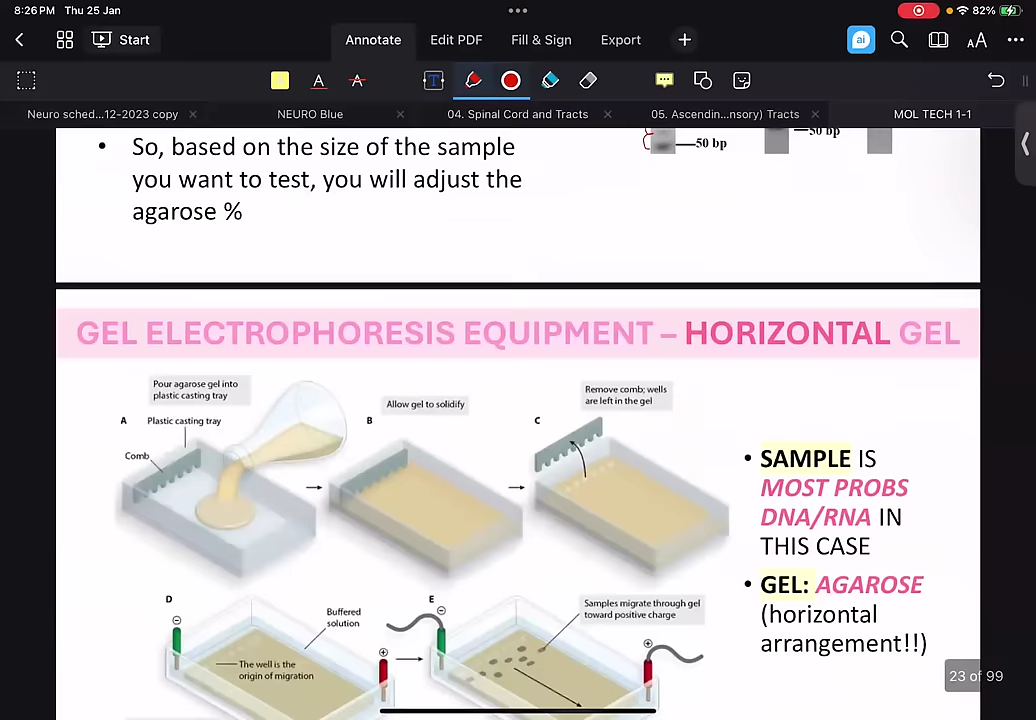 8:26 PM Thu 25 Jan
82%
Start
Annotate
Edit PDF
Fill & Sign
Export
ai
AA
T
A
A
Neuro sched...12-2023 copy
NEURO Blue
04. Spinal Cord and Tracts
05. Ascendin...nsory) Tracts
MOL TECH 1-1
• So, based on the size of the sample
you want to test, you will adjust the
agarose %
50 bp
50 bp
GEL ELECTROPHORESIS EQUIPMENT – HORIZONTAL GEL
Pour agarose gel into
plastic casting tray
A Plastic casting tray
Comb
B
Allow gel to solidify
C
Remove comb; wells
are left in the gel
• SAMPLE IS
MOST PROBS
DNA/RNA IN
THIS CASE
• GEL: AGAROSE
(horizontal
arrangement!!)
D
Buffered
solution
The well is the
origin of migration
E
Samples migrate through gel
toward positive charge
23 of 99